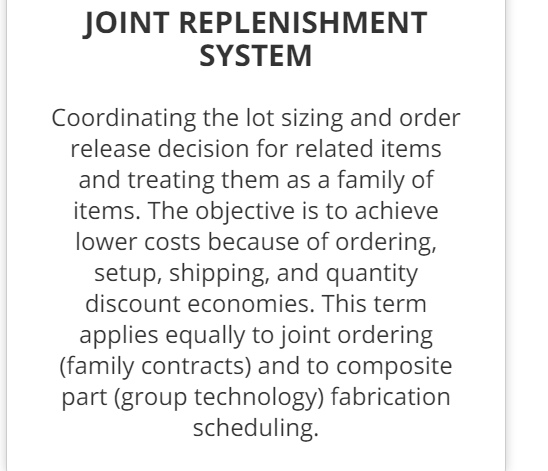 JOINT REPLENISHMENT
SYSTEM
Coordinating the lot sizing and order
release decision for related items
and treating them as a family of
items. The objective is to achieve
lower costs because of ordering,
setup, shipping, and quantity
discount economies. This term
applies equally to joint ordering
(family contracts) and to composite
part (group technology) fabrication
scheduling.